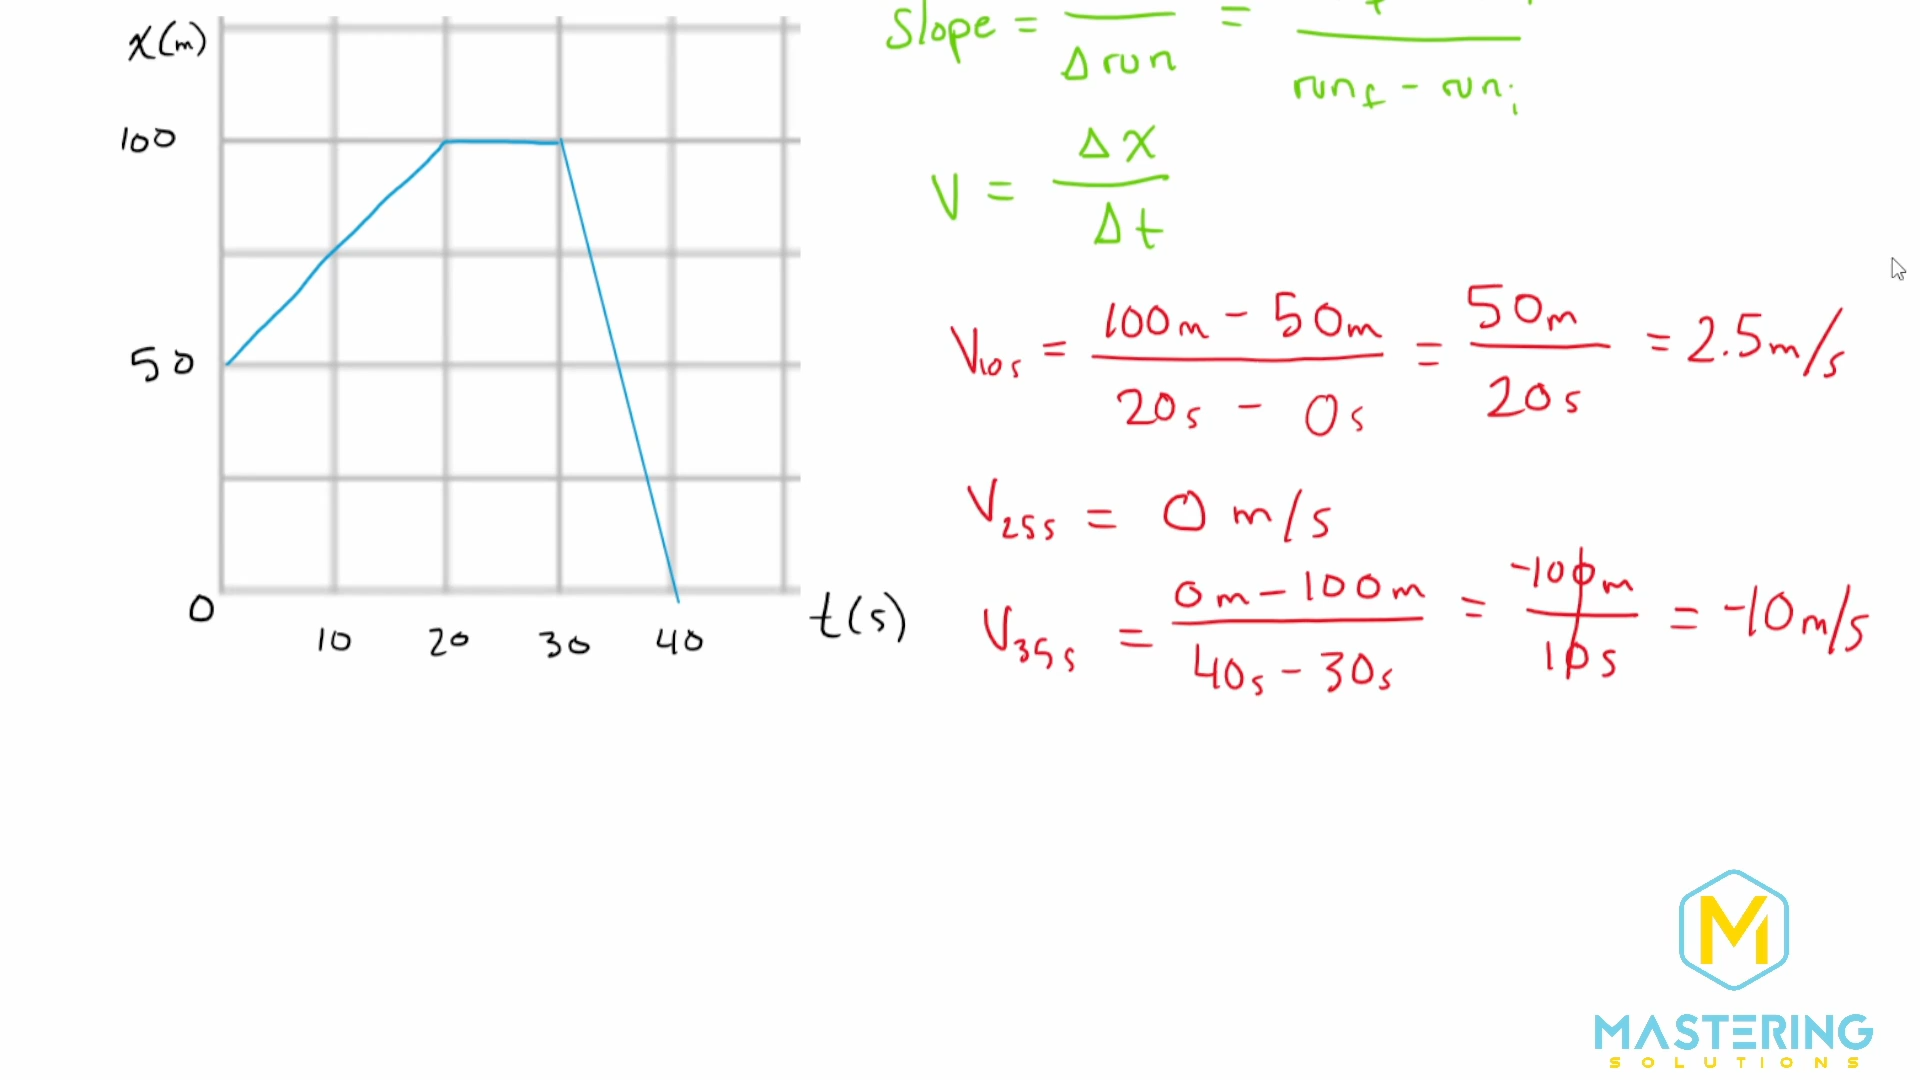 x(m)
100
50
0
10 20 30 40
t(s)
Slope = Δrun = run_f - run_i
V = Δx / Δt
V₁₀ₛ = 100m - 50m / 20s - 0s = 50m / 20s = 2.5m/s
V₂₅ₛ = 0 m/s
V₃₅ₛ = 0m - 100m / 40s - 30s = -100m / 10s = -10m/s
MASTERING
SOLUTIONS